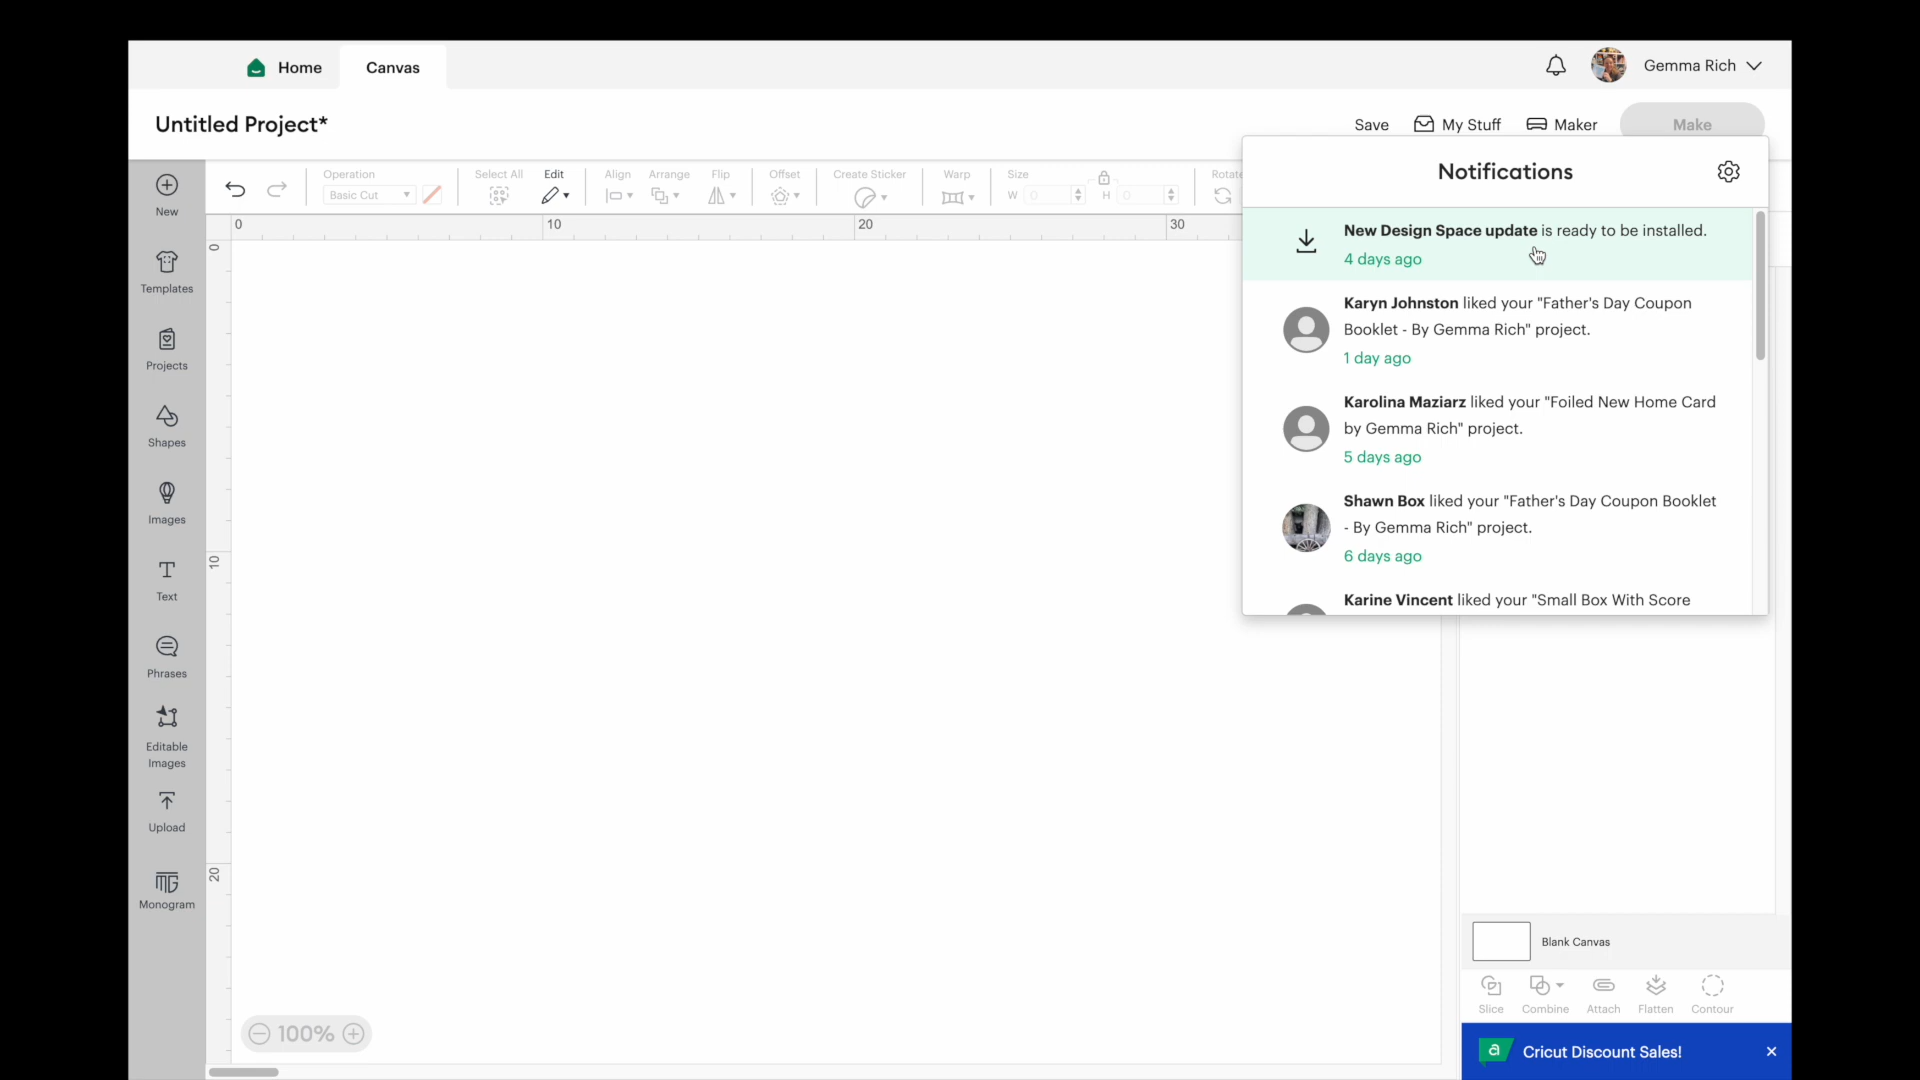 Home
Canvas
Gemma Rich
Untitled Project*
Save
My Stuff
Maker
Make
Operation
Basic Cut
Select All
Edit
Align
Arrange
Flip
Offset
Create Sticker
Warp
Size
W 0
H 0
Rotate
0
10
20
30
0
10
20
New
Templates
Projects
Shapes
Images
Text
Phrases
Editable
Images
Upload
Monogram
Notifications
New Design Space update is ready to be installed.
4 days ago
Karyn Johnston liked your "Father's Day Coupon
Booklet - By Gemma Rich" project.
1 day ago
Karolina Maziarz liked your "Foiled New Home Card
by Gemma Rich" project.
5 days ago
Shawn Box liked your "Father's Day Coupon Booklet
- By Gemma Rich" project.
6 days ago
Karine Vincent liked your "Small Box With Score
Blank Canvas
Slice
Combine
Attach
Flatten
Contour
100%
a
Cricut Discount Sales!